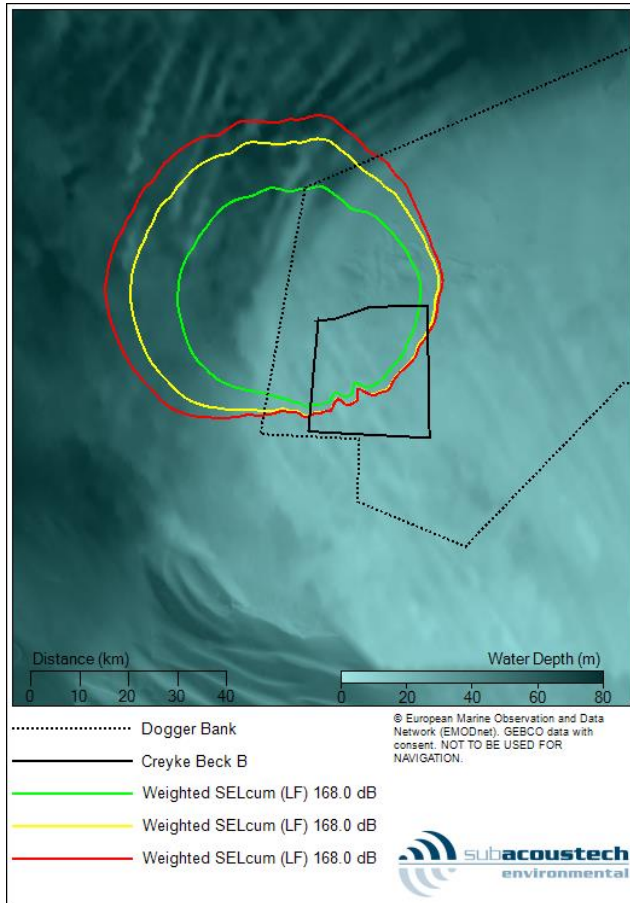 Distance (km)
0 10 20 30 40
Water Depth (m)
0 20 40 60 80
Dogger Bank
Creyke Beck B
Weighted SELcum (LF) 168.0 dB
Weighted SELcum (LF) 168.0 dB
Weighted SELcum (LF) 168.0 dB
© European Marine Observation and Data
Network (EMODnet). GEBCO data with
consent. NOT TO BE USED FOR
NAVIGATION.
subacoustech
environmental